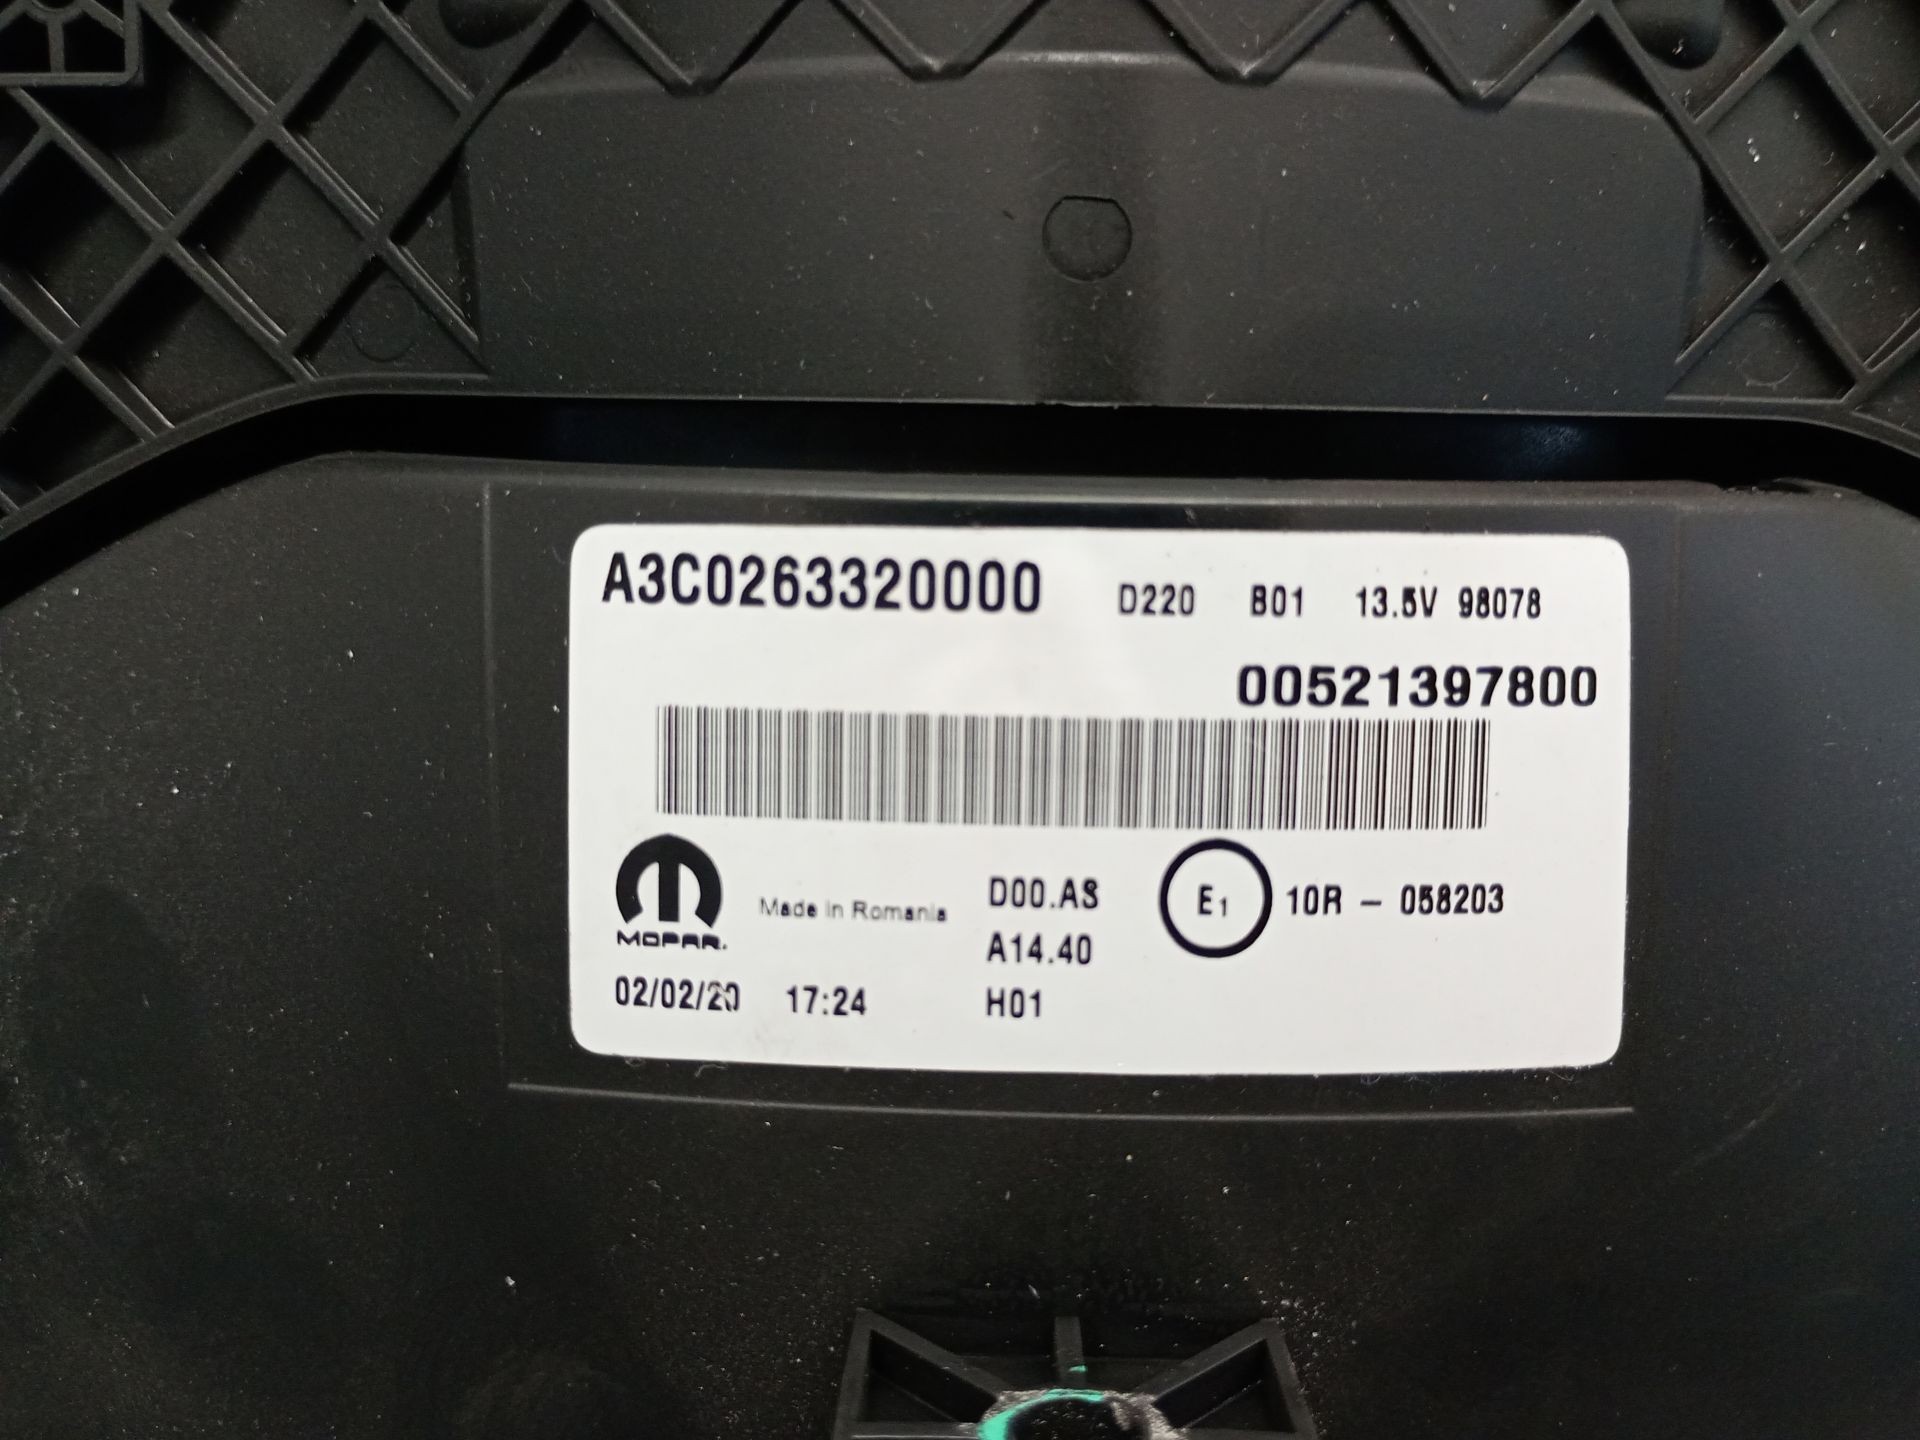 A3C0263320000 D220 B01 13.5V 98078
00521397800
MOPAR.
Made in Romania
D00.AS
A14.40
H01
E1 10R - 058203
02/02/20 17:24